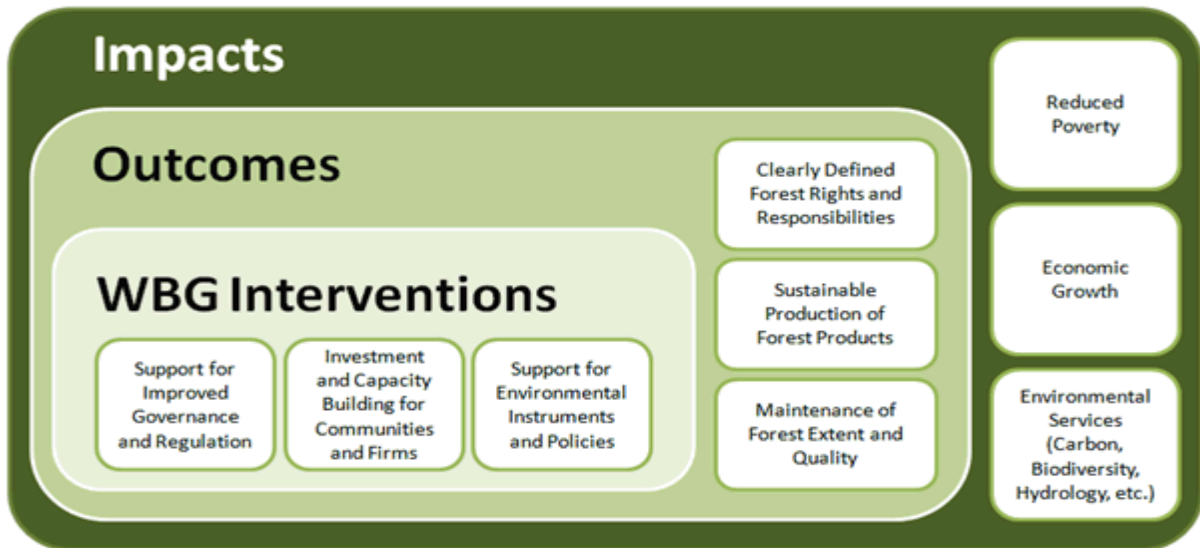 Impacts
Outcomes
WBG Interventions
Support for
Improved
Governance
and Regulation
Investment
and Capacity
Building for
Communities
and Firms
Support for
Environmental
Instruments
and Policies
Clearly Defined
Forest Rights and
Responsibilities
Sustainable
Production of
Forest Products
Maintenance of
Forest Extent and
Quality
Reduced
Poverty
Economic
Growth
Environmental
Services
(Carbon,
Biodiversity,
Hydrology, etc.)